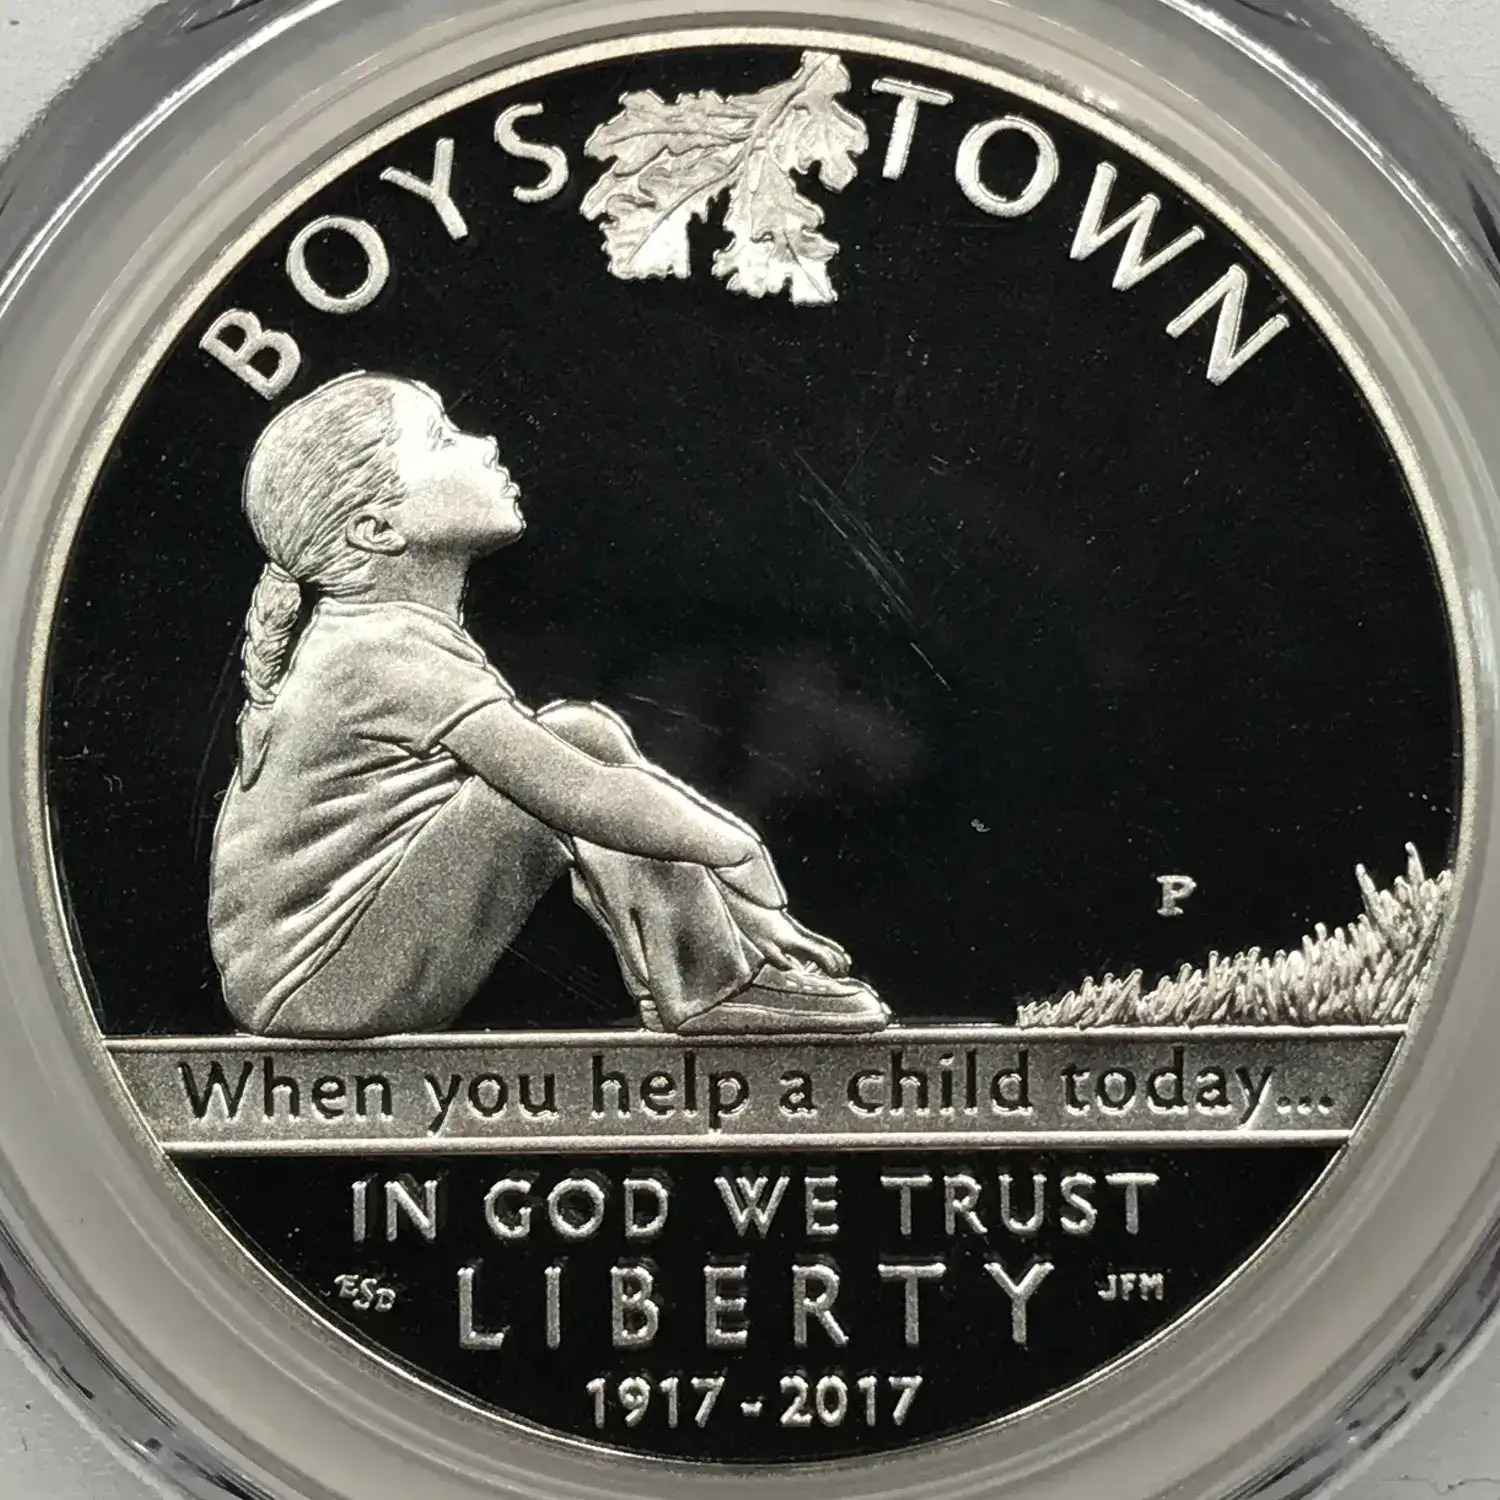 BOYS TOWN
P
When you help a child today...
IN GOD WE TRUST
ESD LIBERTY JFM
1917 - 2017